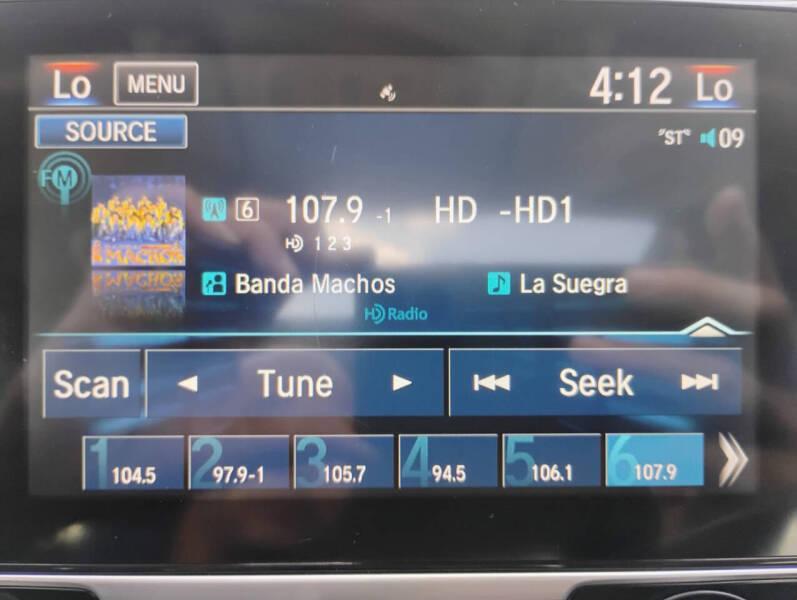 Lo MENU 4:12 Lo
SOURCE "ST" 09
FM
6 107.9 -1 HD -HD1
HD 1 2 3
MACHOS
Banda Machos La Suegra
HD Radio
Scan Tune Seek
1 104.5 2 97.9-1 3 105.7 4 94.5 5 106.1 6 107.9